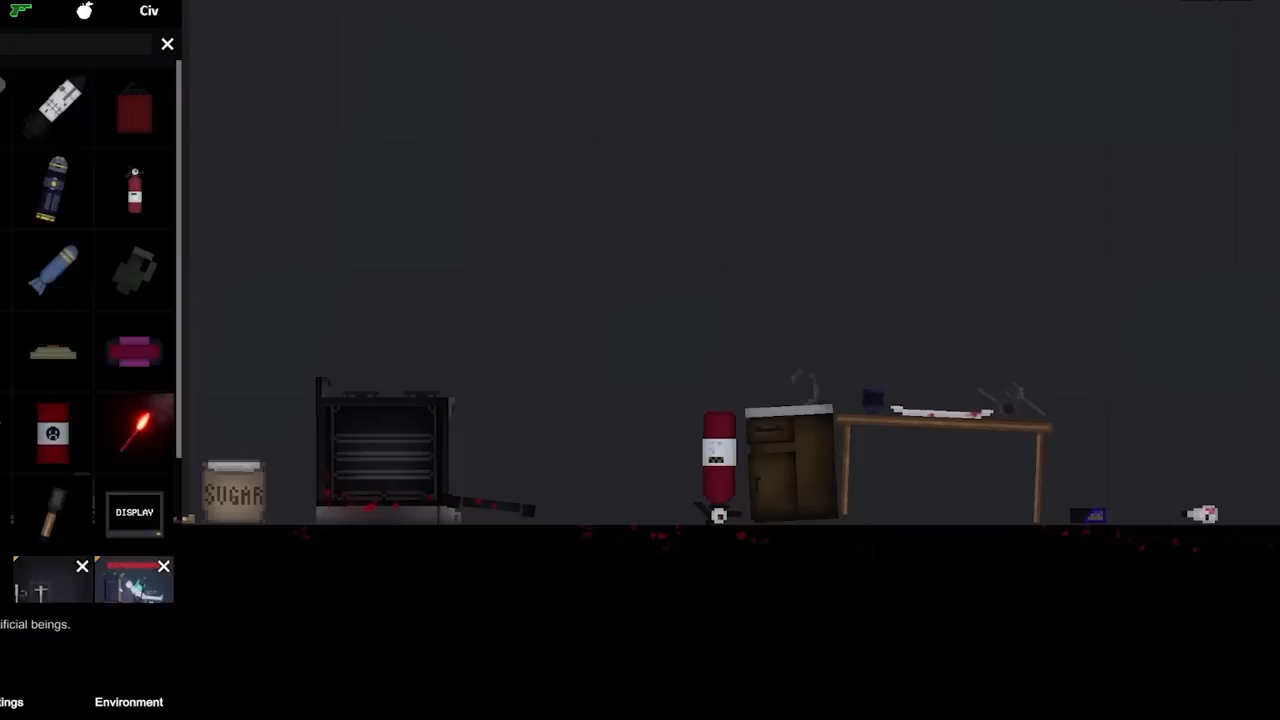 Civ
SUGAR
DISPLAY
ificial beings.
ings
Environment